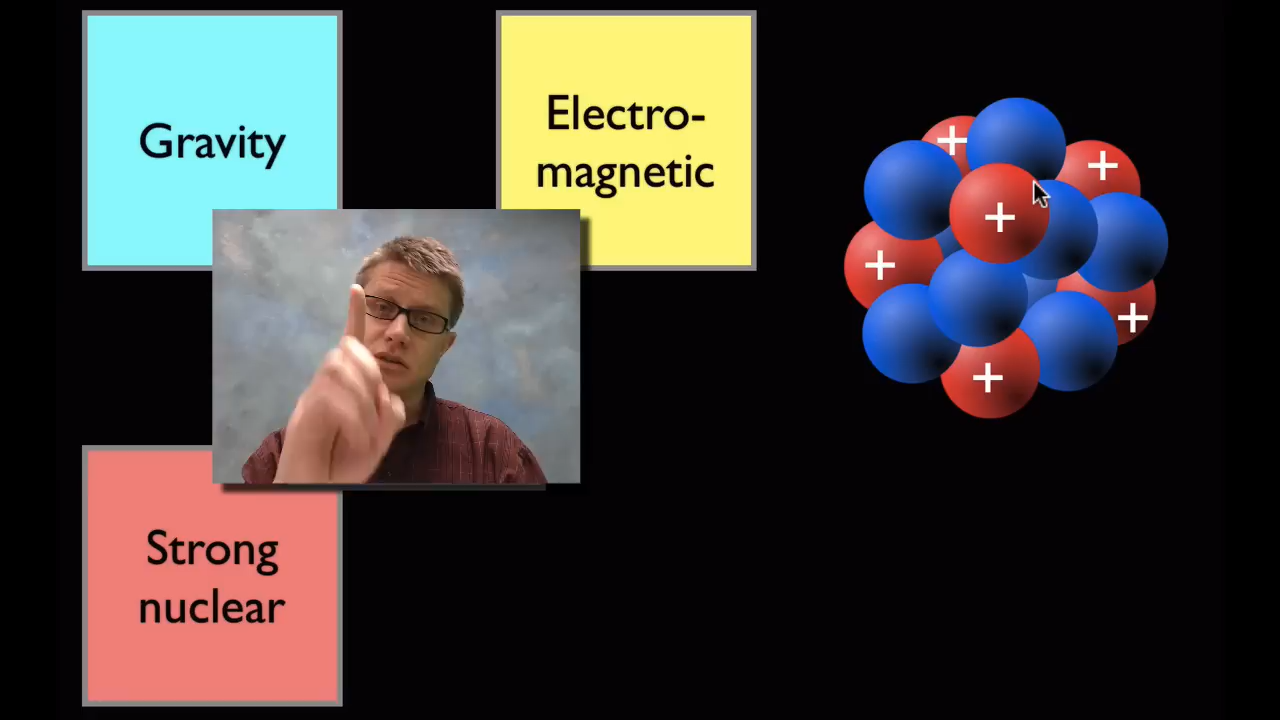 Gravity
Electro-
magnetic
+
+
+
+
+
+
Strong
nuclear